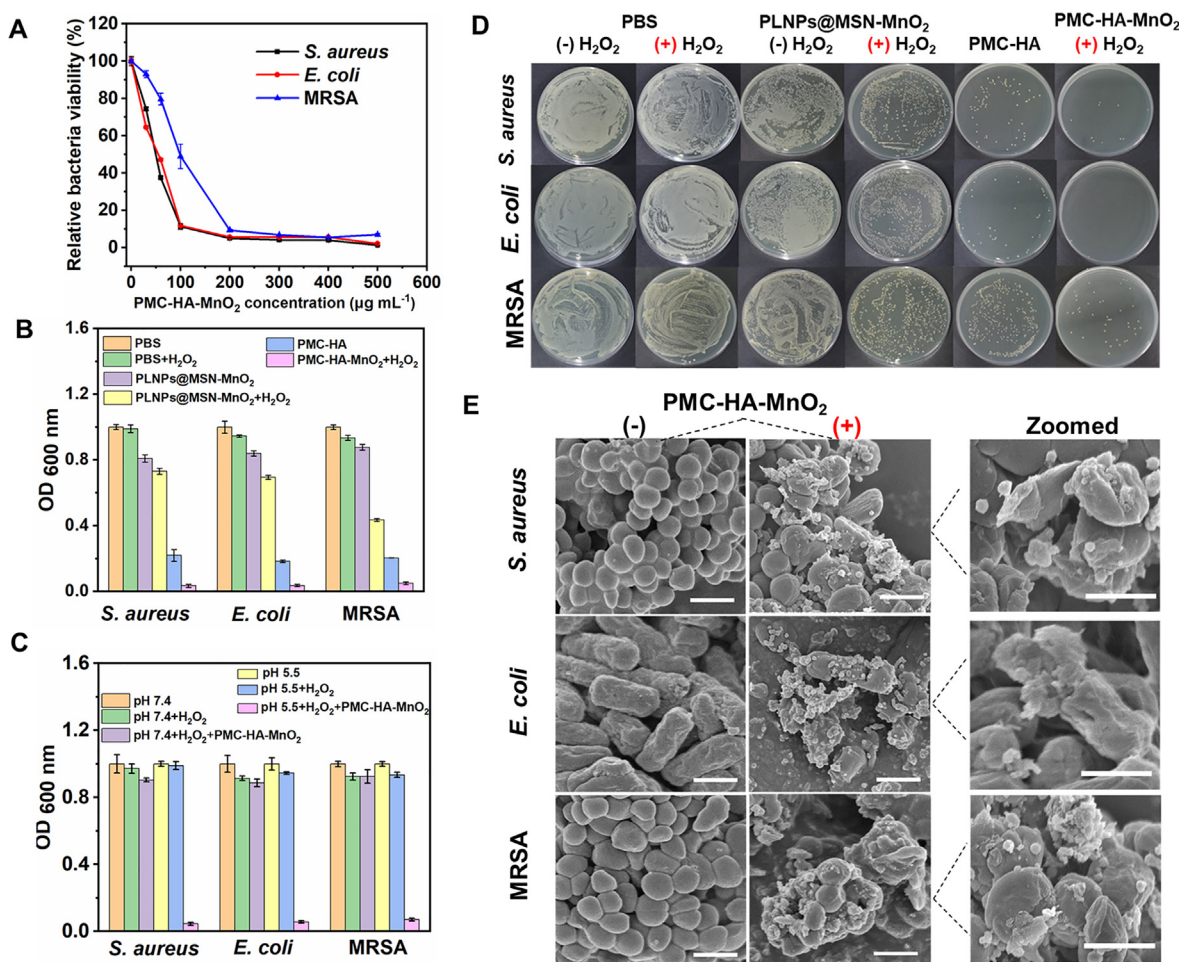 A
Relative bacteria viability (%)
120
100
80
60
40
20
0
S. aureus
E. coli
MRSA
0 100 200 300 400 500 600
PMC-HA-MnO₂ concentration (μg mL⁻¹)
B
OD 600 nm
1.6
1.2
0.8
0.4
0.0
PBS
PBS+H₂O₂
PLNPs@MSN-MnO₂
PLNPs@MSN-MnO₂+H₂O₂
PMC-HA
PMC-HA-MnO₂+H₂O₂
S. aureus E. coli MRSA
C
OD 600 nm
1.6
1.2
0.8
0.4
0.0
pH 7.4
pH 7.4+H₂O₂
pH 7.4+H₂O₂+PMC-HA-MnO₂
pH 5.5
pH 5.5+H₂O₂
pH 5.5+H₂O₂+PMC-HA-MnO₂
S. aureus E. coli MRSA
D
PBS PLNPs@MSN-MnO₂ PMC-HA-MnO₂
(-) H₂O₂ (+) H₂O₂ (-) H₂O₂ (+) H₂O₂ PMC-HA (+) H₂O₂
S. aureus
E. coli
MRSA
E
PMC-HA-MnO₂
(-) (+) Zoomed
S. aureus
E. coli
MRSA